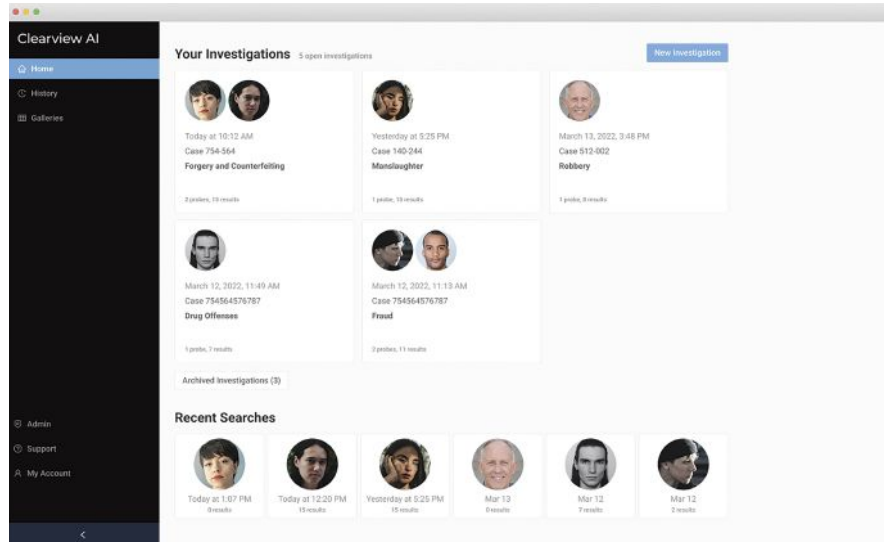 Clearview AI
Home
History
Galleries
Admin
Support
My Account
Your Investigations 5 open investigations
New Investigation
Today at 10:12 AM
Case 754-564
Forgery and Counterfeiting
2 probes, 15 results
Yesterday at 5:25 PM
Case 140-244
Manslaughter
1 probe, 15 results
March 13, 2022, 3:48 PM
Case 512-002
Robbery
1 probe, 0 results
March 12, 2022, 11:49 AM
Case 754564576787
Drug Offenses
1 probe, 7 results
March 12, 2022, 11:13 AM
Case 754564576787
Fraud
2 probes, 11 results
Archived Investigations (3)
Recent Searches
Today at 1:07 PM
0 results
Today at 12:20 PM
15 results
Yesterday at 5:25 PM
15 results
Mar 13
0 results
Mar 12
7 results
Mar 12
2 results